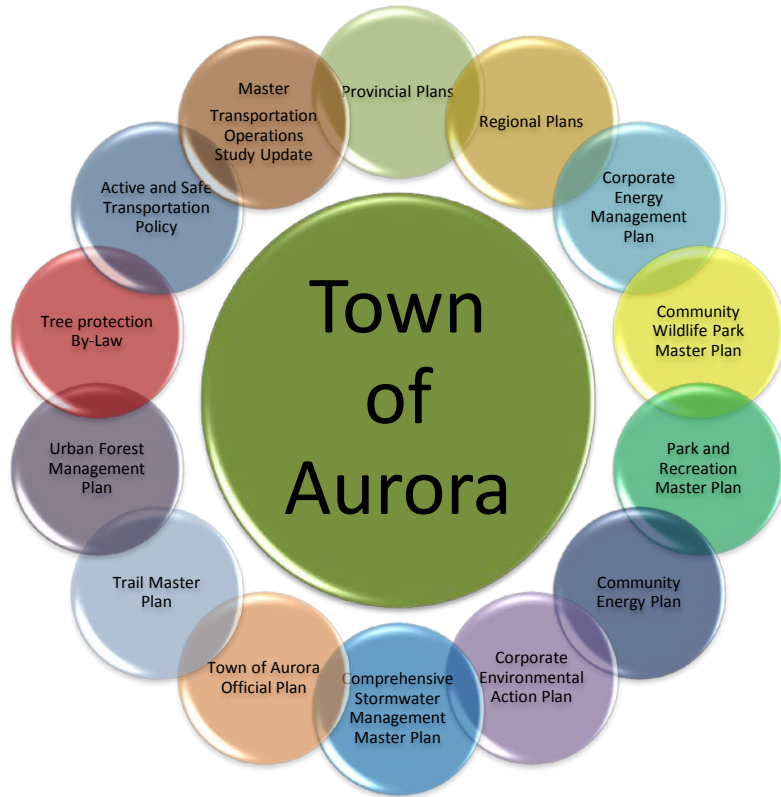 Town
of
Aurora
Provincial Plans
Regional Plans
Corporate
Energy
Management
Plan
Community
Wildlife Park
Master Plan
Park and
Recreation
Master Plan
Community
Energy Plan
Corporate
Environmental
Action Plan
Comprehensive
Stormwater
Management
Master Plan
Town of Aurora
Official Plan
Trail Master
Plan
Urban Forest
Management
Plan
Tree protection
By-Law
Active and Safe
Transportation
Policy
Master
Transportation
Operations
Study Update